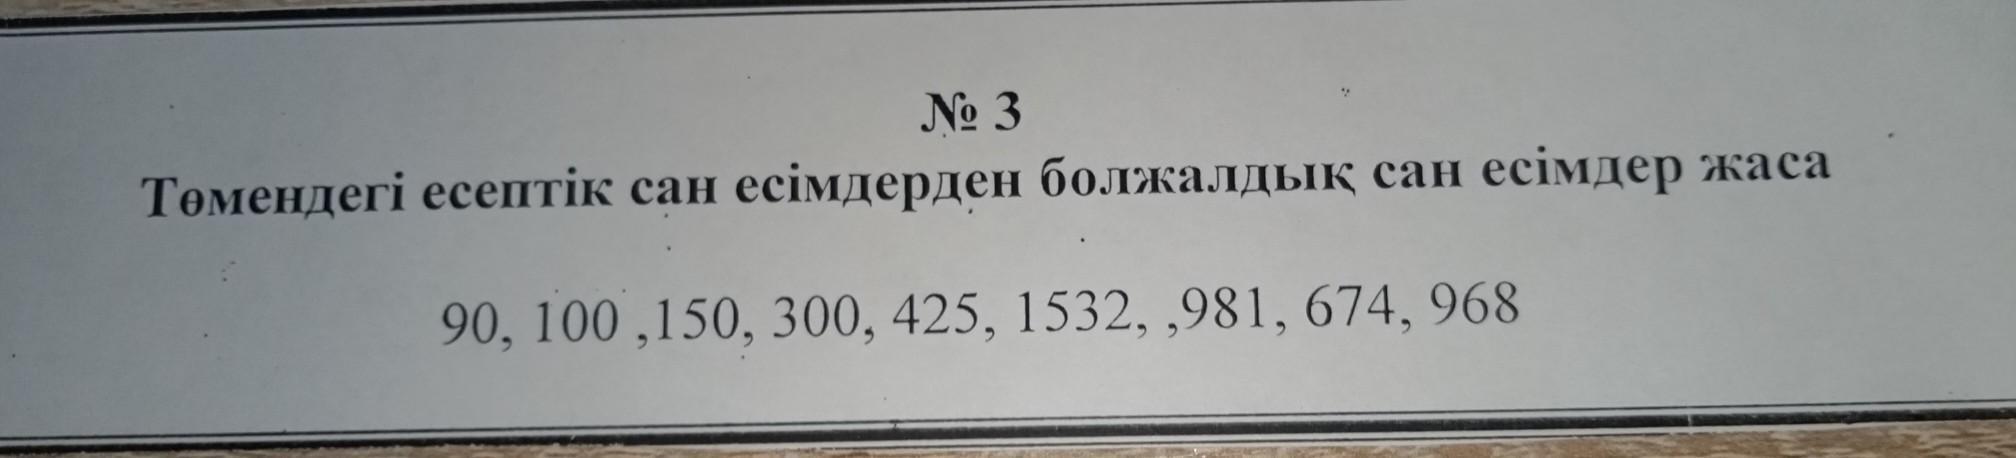 № 3
Төмендегі есептік сан есімдерден болжалдық сан есімдер жаса
90, 100 ,150, 300, 425, 1532, ,981, 674, 968